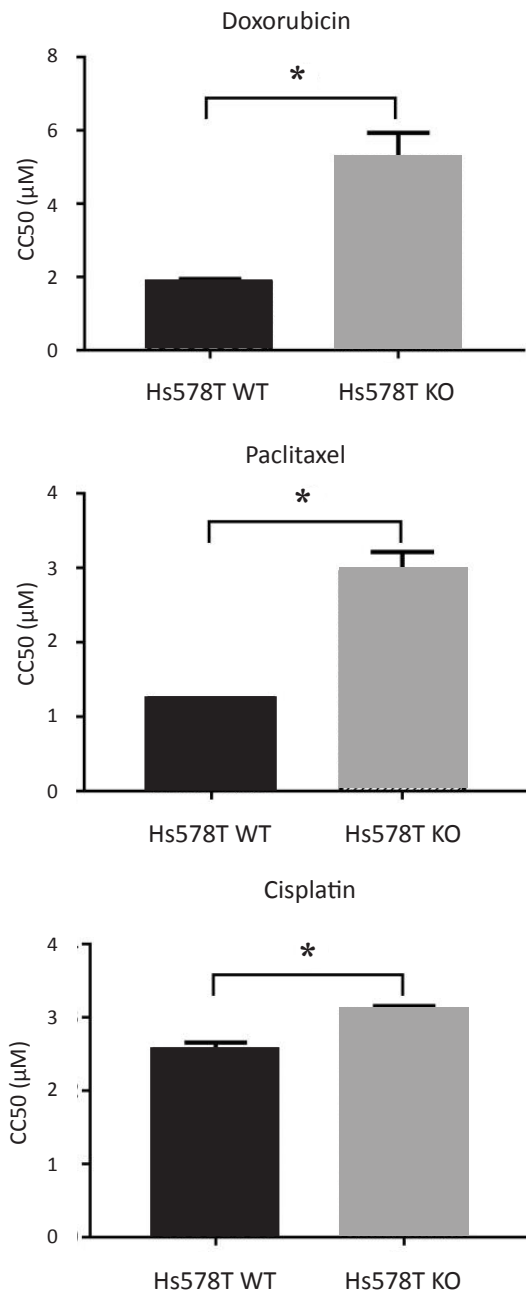 Doxorubicin
8
6
4
2
0
CC50 (μM)
*
Hs578T WT Hs578T KO
Paclitaxel
4
3
2
1
0
CC50 (μM)
*
Hs578T WT Hs578T KO
Cisplatin
4
3
2
1
0
CC50 (μM)
*
Hs578T WT Hs578T KO